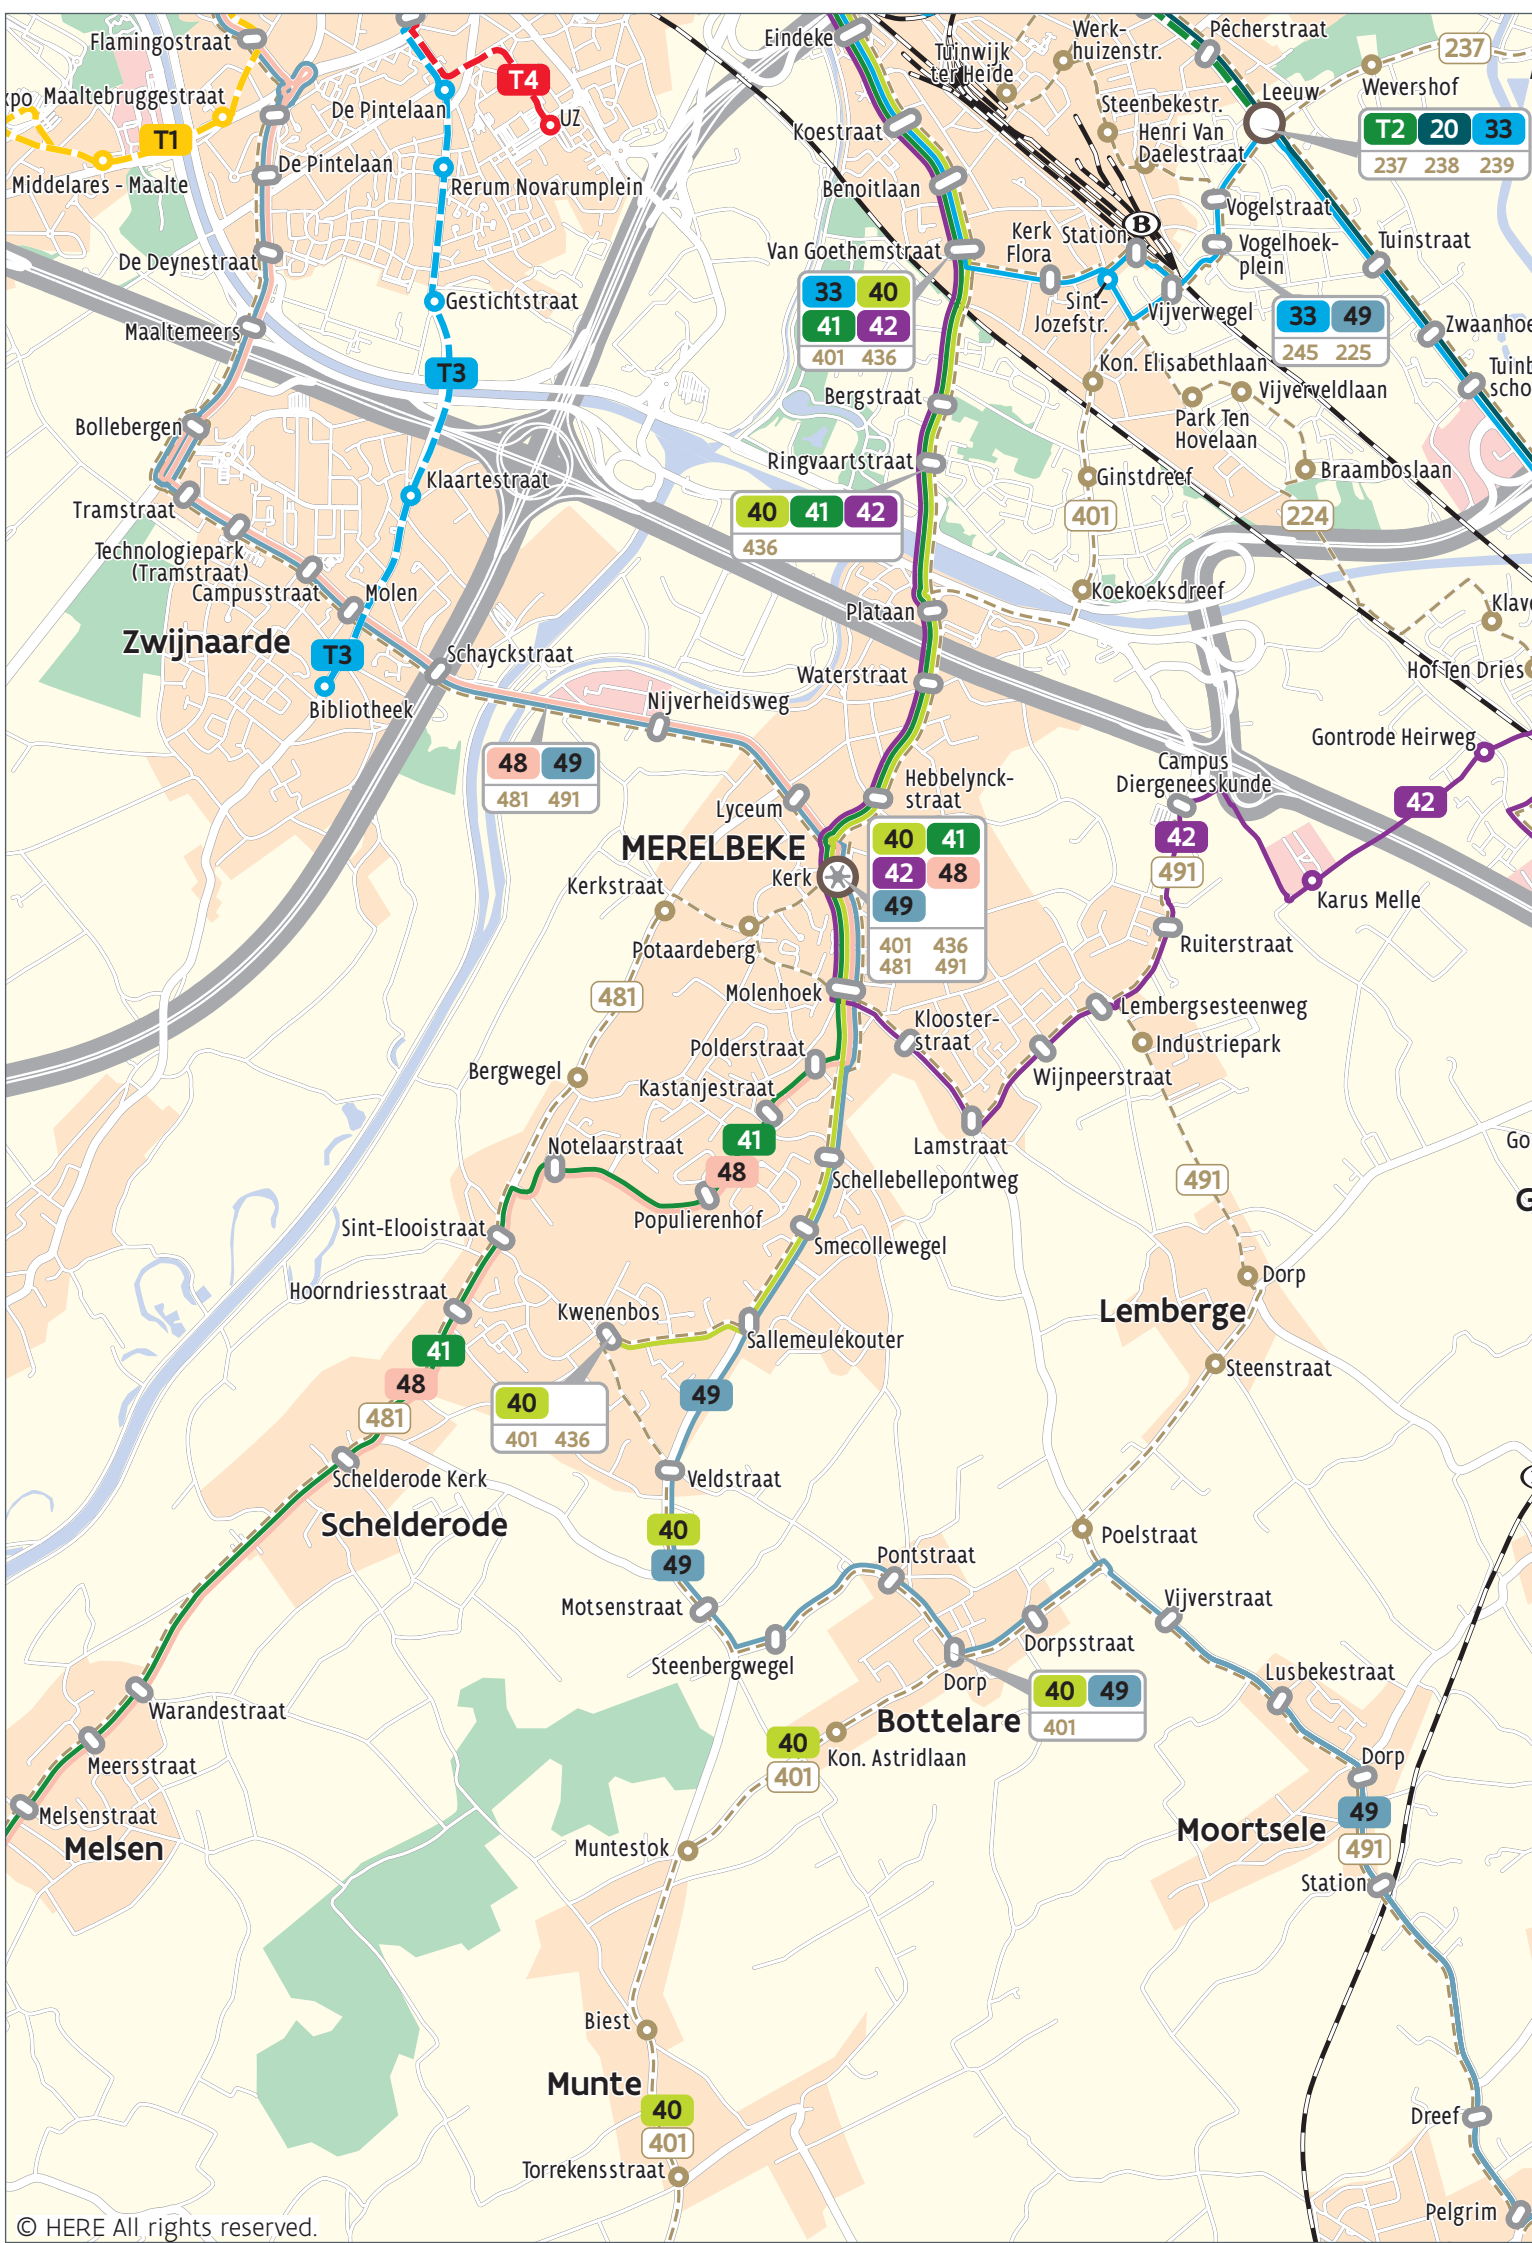 Flamingostraat
Maaltebruggestraat
T1
Middelares - Maalte
De Pintelaan
De Pintelaan
T4
UZ
Rerum Novarumplein
De Deynestraat
Gestichtstraat
Maaltemeers
T3
Bollebergen
Klaartestraat
Tramstraat
Technologiepark
(Tramstraat)
Campusstraat
Molen
Zwijnaarde
T3
Bibliotheek
Schayckstraat
Nijverheidsweg
48 49
481 491
Eindeke
Koestraat
Benoitlaan
Van Goethemstraat
33 40
41 42
401 436
Bergstraat
Ringvaartstraat
40 41 42
436
Plataan
Waterstraat
Hebbelynck-
straat
Lyceum
MERELBEKE
Kerk
40 41
42 48
49
401 436
481 491
Tuinwijk
ter Heide
Werk-
huizenstr.
Pêcherstraat
237
Wevershof
Leeuw
T2 20 33
237 238 239
Steenbekestr.
Henri Van
Daelestraat
Vogelstraat
Vogelhoek-
plein
Tuinstraat
B
Kerk
Flora
Station
Sint-
Jozefstr.
Vijverwegel
33 49
245 225
Kon. Elisabethlaan
Vijverveldlaan
Park Ten
Hovelaan
Ginstdreef
Braamboslaan
401
224
Koekoeksdreef
Hof Ten Dries
Gontrode Heirweg
Campus
Diergeneeskunde
42
42
491
Karus Melle
Ruiterstraat
Kerkstraat
Potaardeberg
481
Molenhoek
Klooster-
straat
Lembergsesteenweg
Industriepark
Wijnpeerstraat
Polderstraat
Kastanjestraat
Bergwegel
41
48
Notelaarstraat
Lamstraat
Schellebellepontweg
491
Populierenhof
Sint-Elooistraat
Smecollewegel
Hoorndriesstraat
Kwenenbos
Sallemeulekouter
Dorp
Lemberge
Steenstraat
41
48
481
40
401 436
49
Schelderode Kerk
Veldstraat
Schelderode
40
49
Pontstraat
Poelstraat
Motsenstraat
Vijverstraat
Steenbergwegel
Dorpsstraat
Dorp
40 49
401
Lusbekestraat
Bottelare
Warandestraat
Meersstraat
Melsenstraat
Melsen
40
401
Kon. Astridlaan
Dorp
49
Moortsele
491
Muntestok
Station
Biest
Munte
40
401
Torrekensstraat
Dreef
Pelgrim
© HERE All rights reserved.